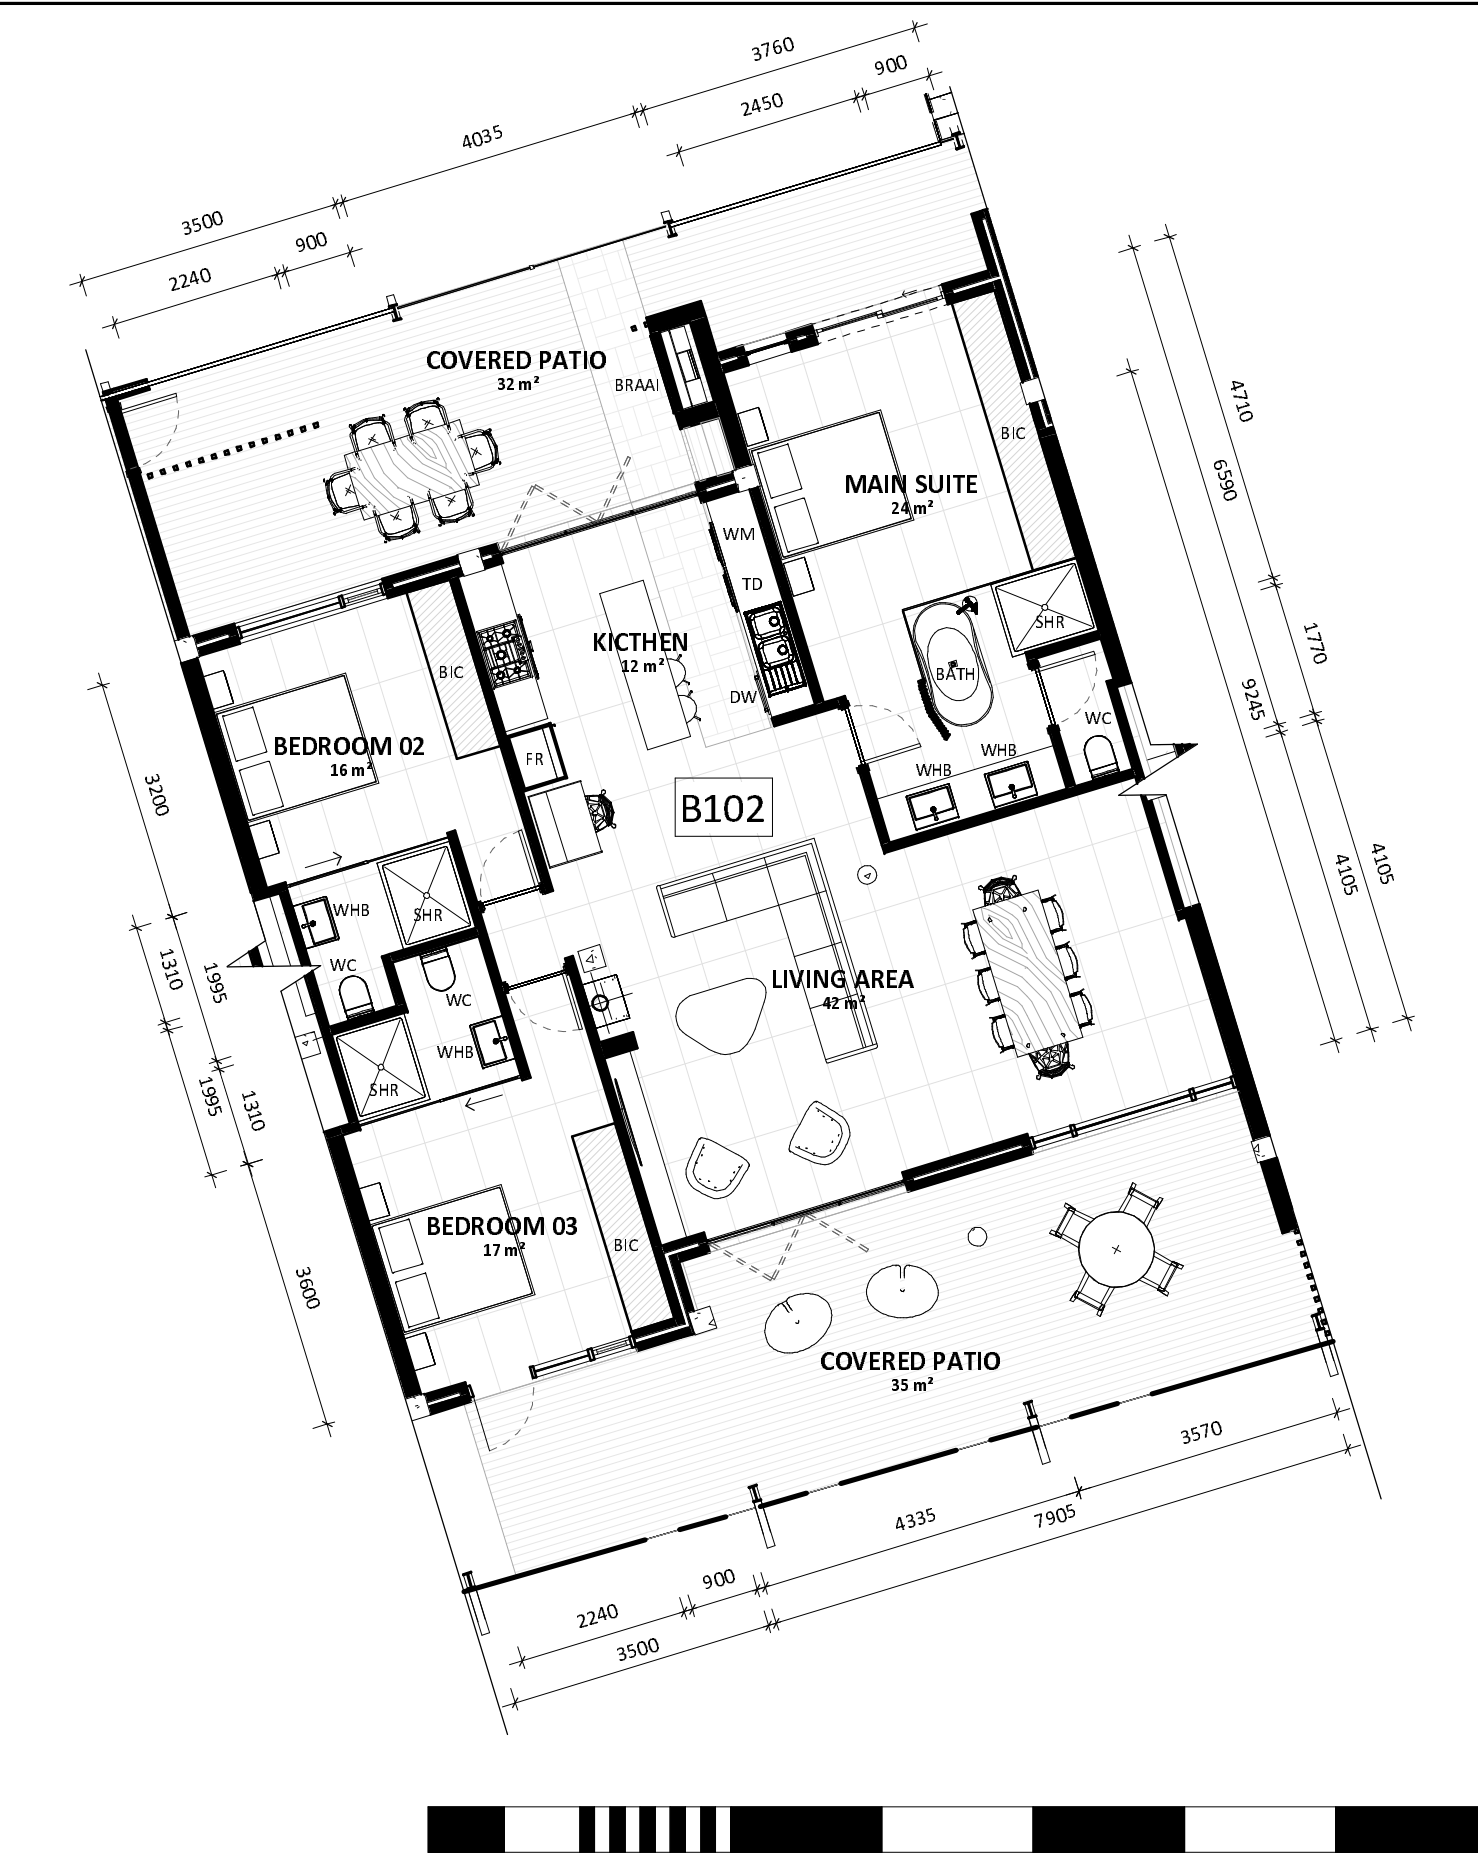 3760
900
2450
4035
3500
900
2240
COVERED PATIO
32 m²
BRAAI
4710
BIC
MAIN SUITE
24 m²
6590
WM
TD
SHR
KICTHEN
12 m²
1770
BIC
BATH
9245
DW
WC
BEDROOM 02
16 m²
FR
WHB
WHB
3200
B102
4105
4105
WHB
SHR
1310
1995
WC
LIVING AREA
42 m²
WC
WHB
SHR
1995
1310
BEDROOM 03
17 m²
BIC
3600
COVERED PATIO
35 m²
3570
4335
7905
900
2240
3500